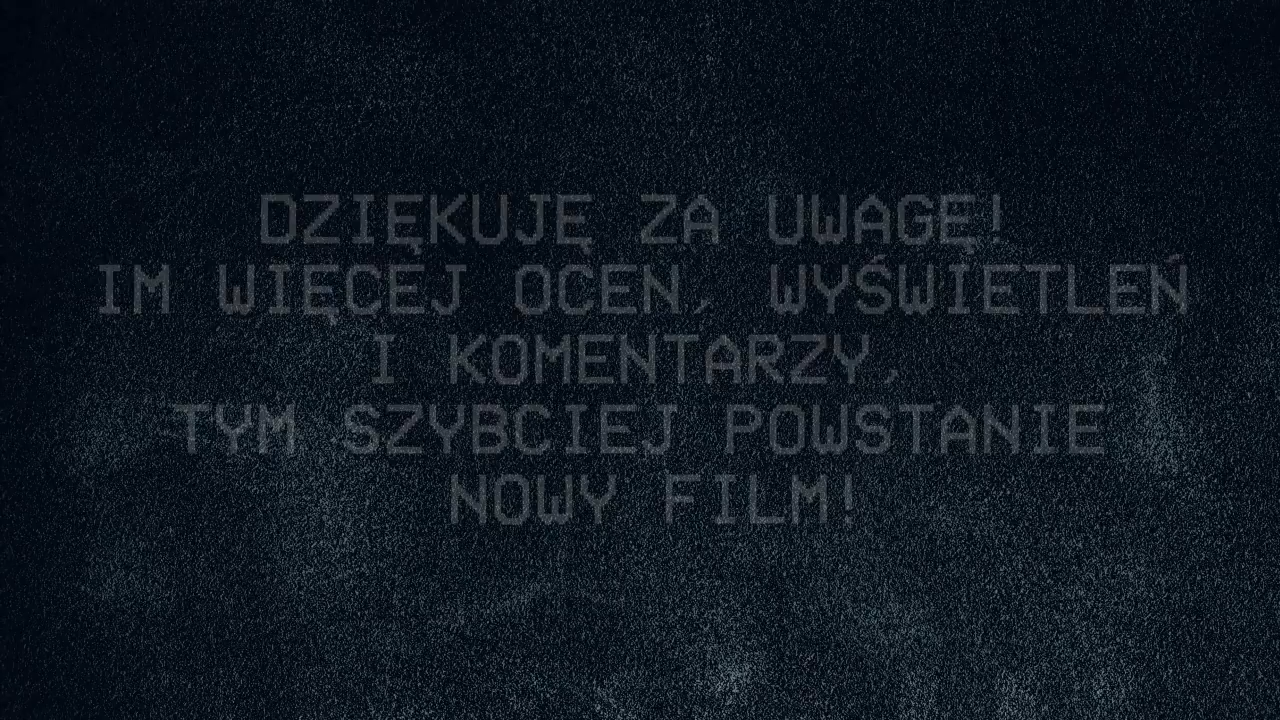 DZIĘKUJĘ ZA UWAGĘ!
IM WIĘCEJ OCEN, WYŚWIETLEŃ
I KOMENTARZY,
TYM SZYBCIEJ POWSTANIE
NOWY FILM!